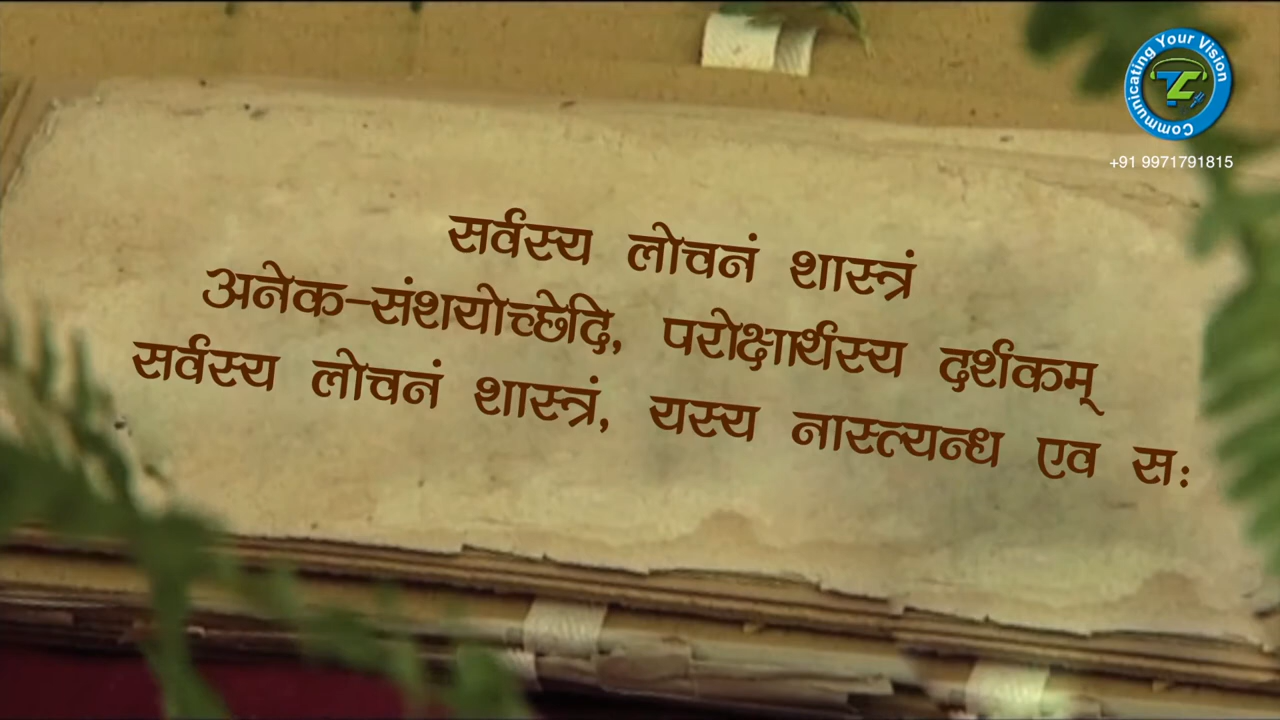 Communicating Your Vision
TC
+91 9971791815
सर्वस्य लोचनं शास्त्रं
अनेक-संशयोच्छेदि, परोक्षार्थस्य दर्शकम्
सर्वस्य लोचनं शास्त्रं, यस्य नास्त्यन्ध एव सः